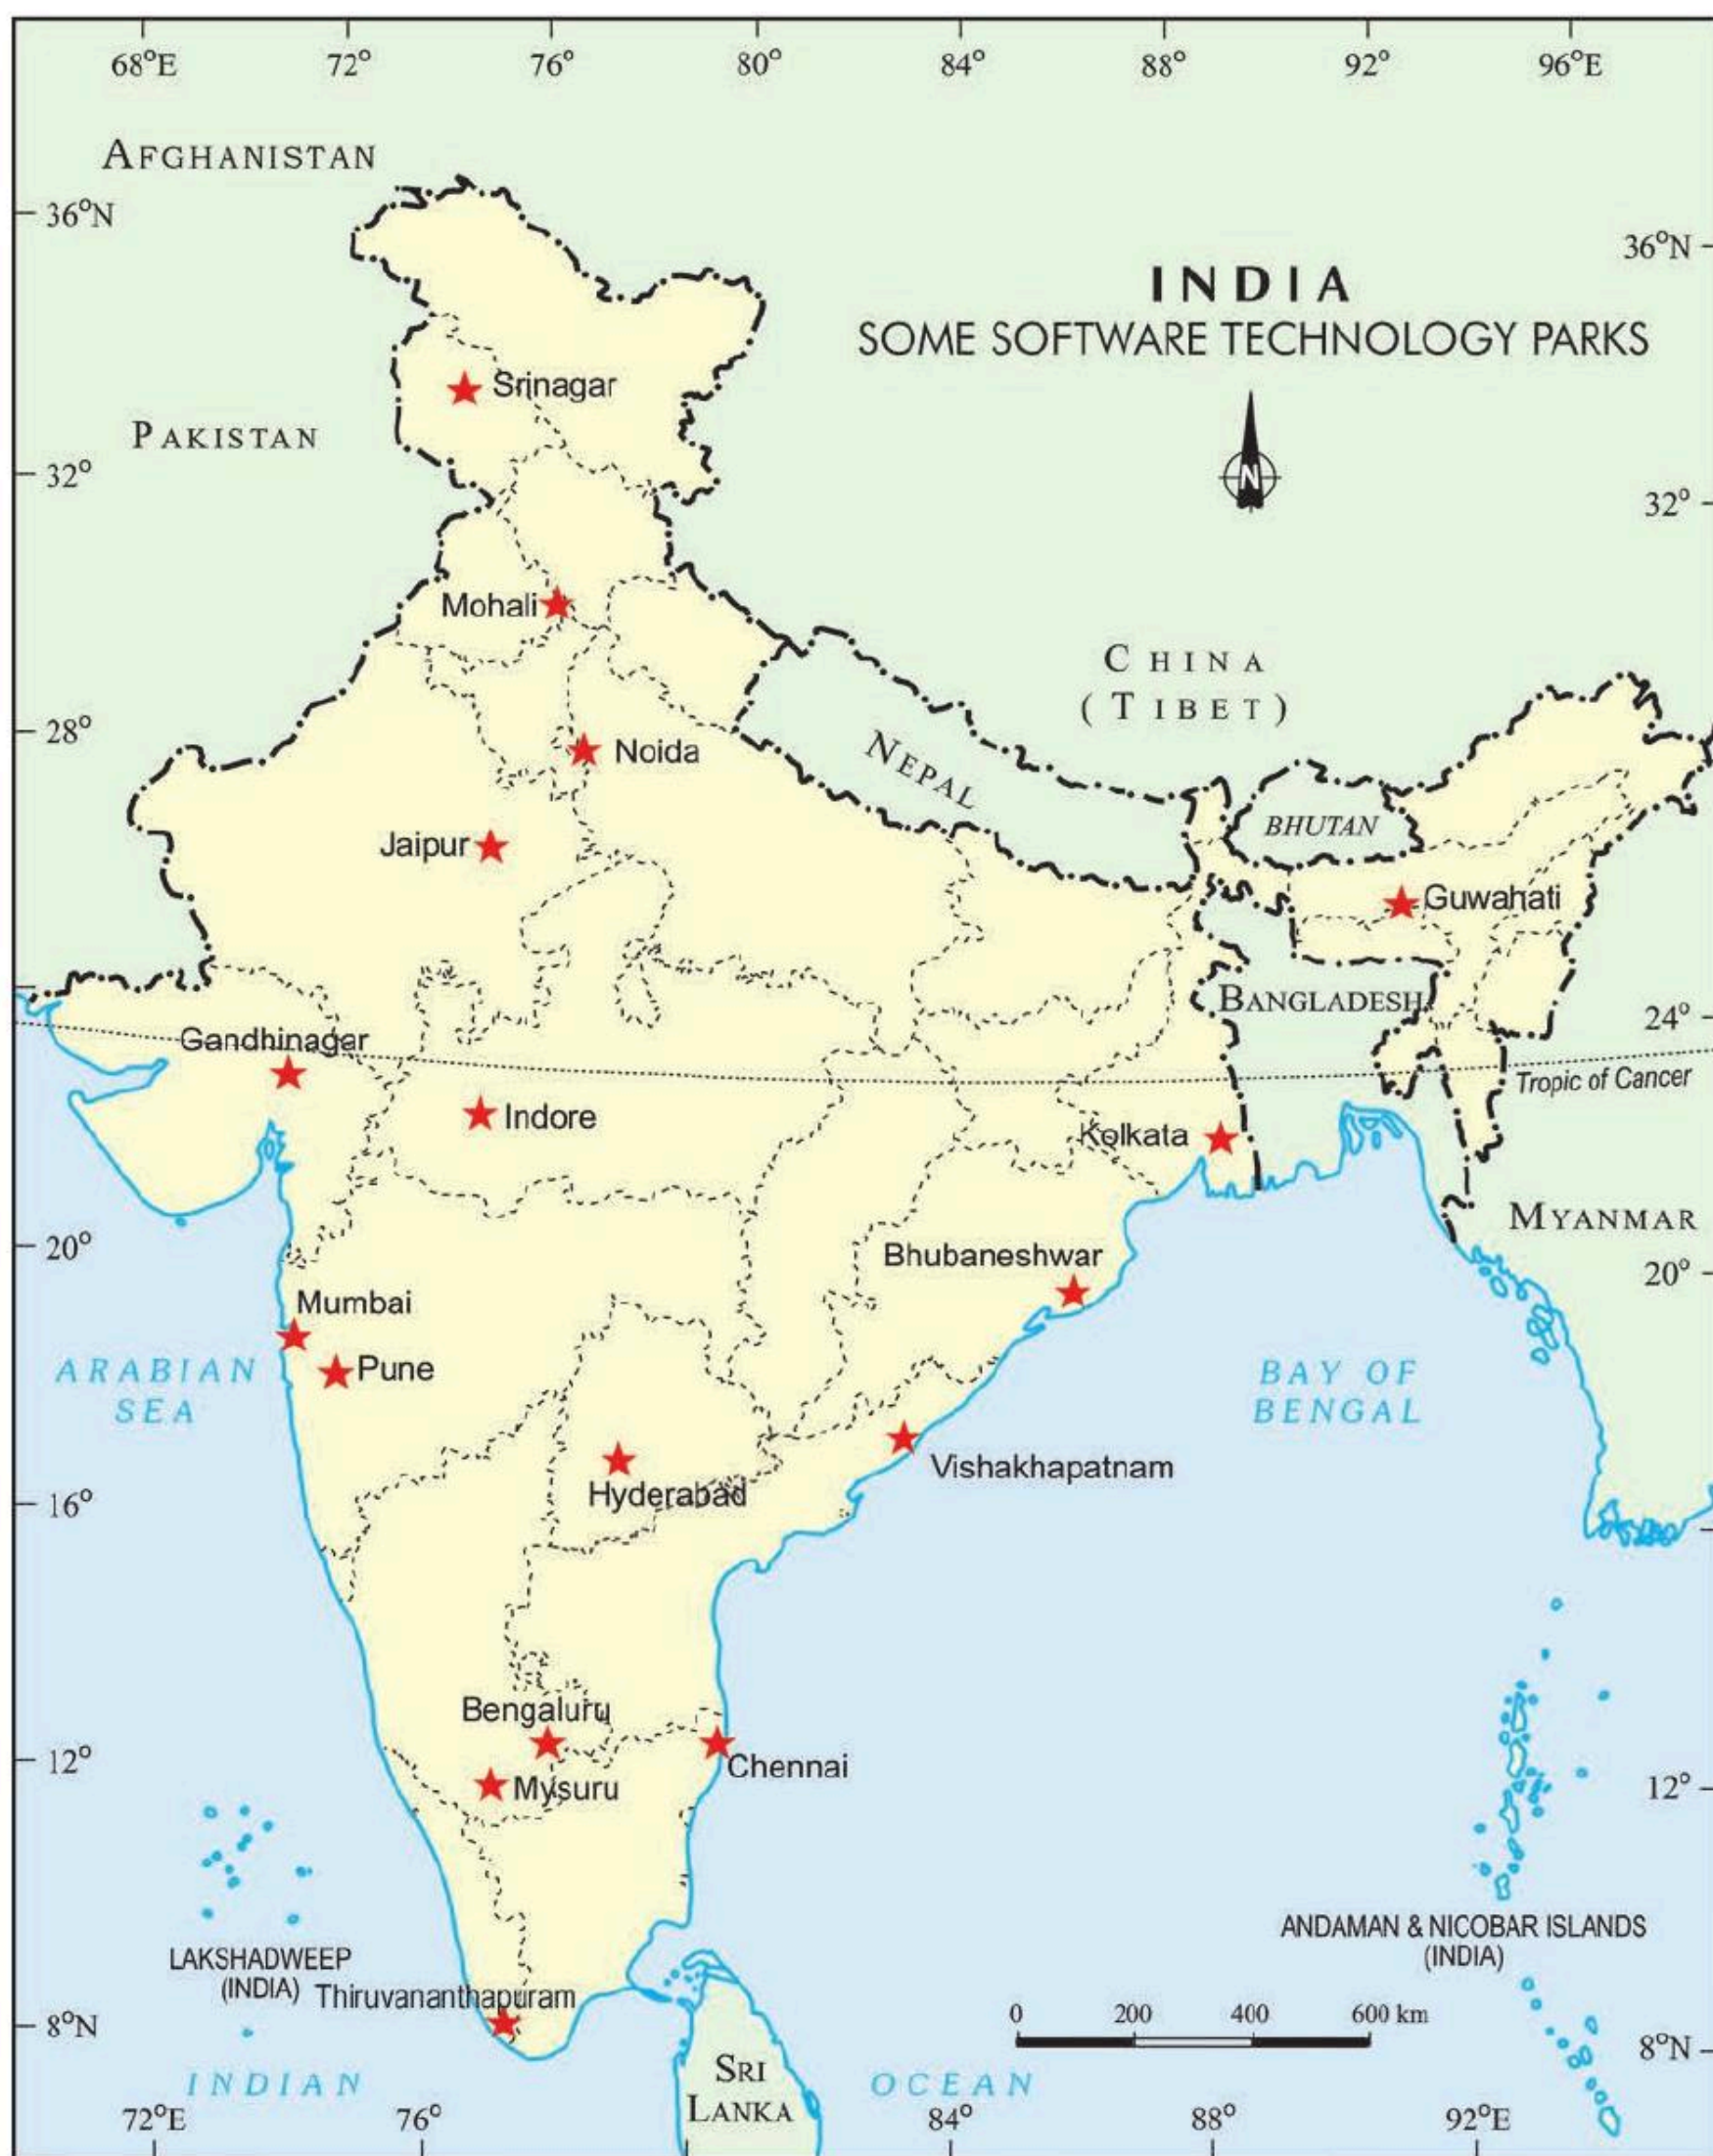 68°E 72° 76° 80° 84° 88° 92° 96°E
AFGHANISTAN
36°N
36°N
INDIA
SOME SOFTWARE TECHNOLOGY PARKS
Srinagar
PAKISTAN
N
32°
32°
Mohali
CHINA
(TIBET)
28°
Noida
NEPAL
BHUTAN
Jaipur
Guwahati
BANGLADESH
24°
Gandhinagar
Tropic of Cancer
Indore
Kolkata
MYANMAR
20°
Bhubaneshwar
20°
Mumbai
ARABIAN
SEA
Pune
BAY OF
BENGAL
Vishakhapatnam
16°
Hyderabad
Bengaluru
12°
Chennai
Mysuru
12°
ANDAMAN & NICOBAR ISLANDS
(INDIA)
LAKSHADWEEP
(INDIA)
Thiruvananthapuram
0 200 400 600 km
8°N
8°N
INDIAN OCEAN
SRI
LANKA
72°E 76° 84° 88° 92°E